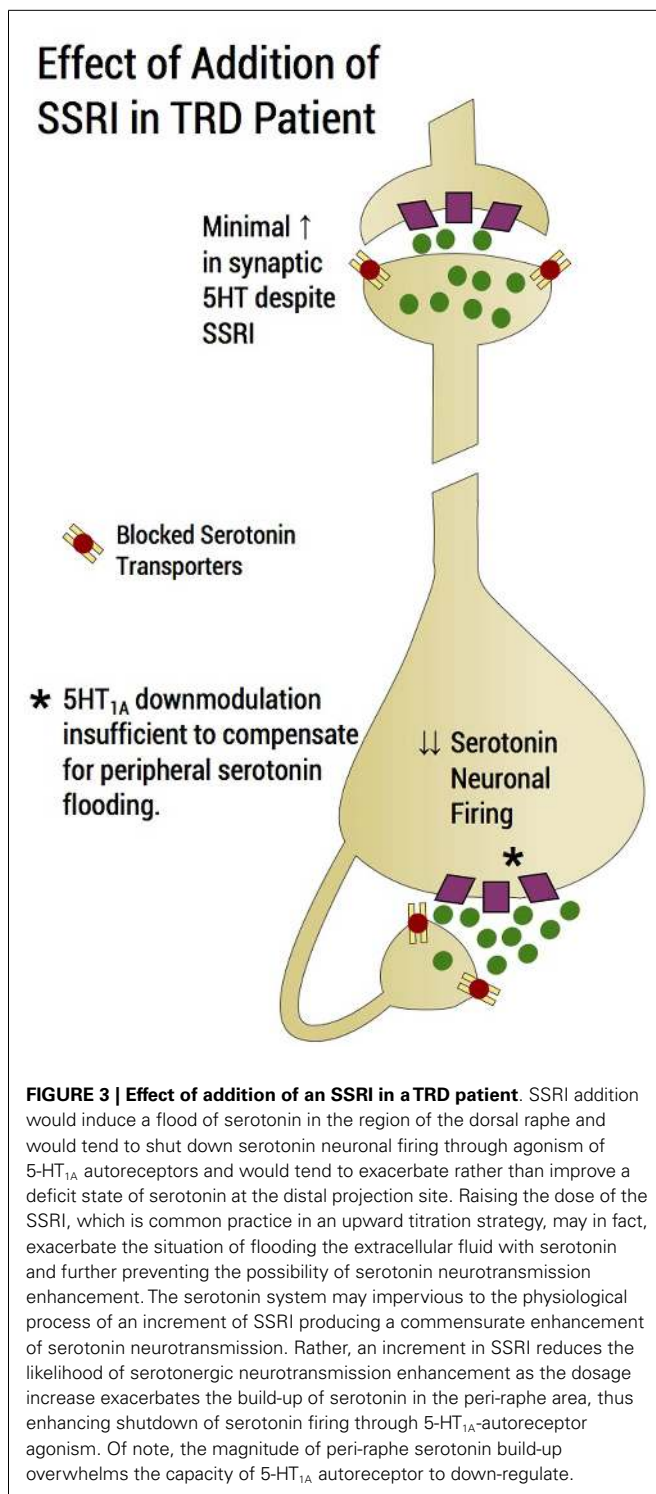 Effect of Addition of
SSRI in TRD Patient
Minimal ↑
in synaptic
5HT despite
SSRI
Blocked Serotonin
Transporters
* 5HT1A downmodulation
insufficient to compensate
for peripheral serotonin
flooding.
↓↓ Serotonin
Neuronal
Firing
*
FIGURE 3 | Effect of addition of an SSRI in a TRD patient. SSRI addition
would induce a flood of serotonin in the region of the dorsal raphe and
would tend to shut down serotonin neuronal firing through agonism of
5-HT1A autoreceptors and would tend to exacerbate rather than improve a
deficit state of serotonin at the distal projection site. Raising the dose of the
SSRI, which is common practice in an upward titration strategy, may in fact,
exacerbate the situation of flooding the extracellular fluid with serotonin
and further preventing the possibility of serotonin neurotransmission
enhancement. The serotonin system may impervious to the physiological
process of an increment of SSRI producing a commensurate enhancement
of serotonin neurotransmission. Rather, an increment in SSRI reduces the
likelihood of serotonergic neurotransmission enhancement as the dosage
increase exacerbates the build-up of serotonin in the peri-raphe area, thus
enhancing shutdown of serotonin firing through 5-HT1A-autoreceptor
agonism. Of note, the magnitude of peri-raphe serotonin build-up
overwhelms the capacity of 5-HT1A autoreceptor to down-regulate.